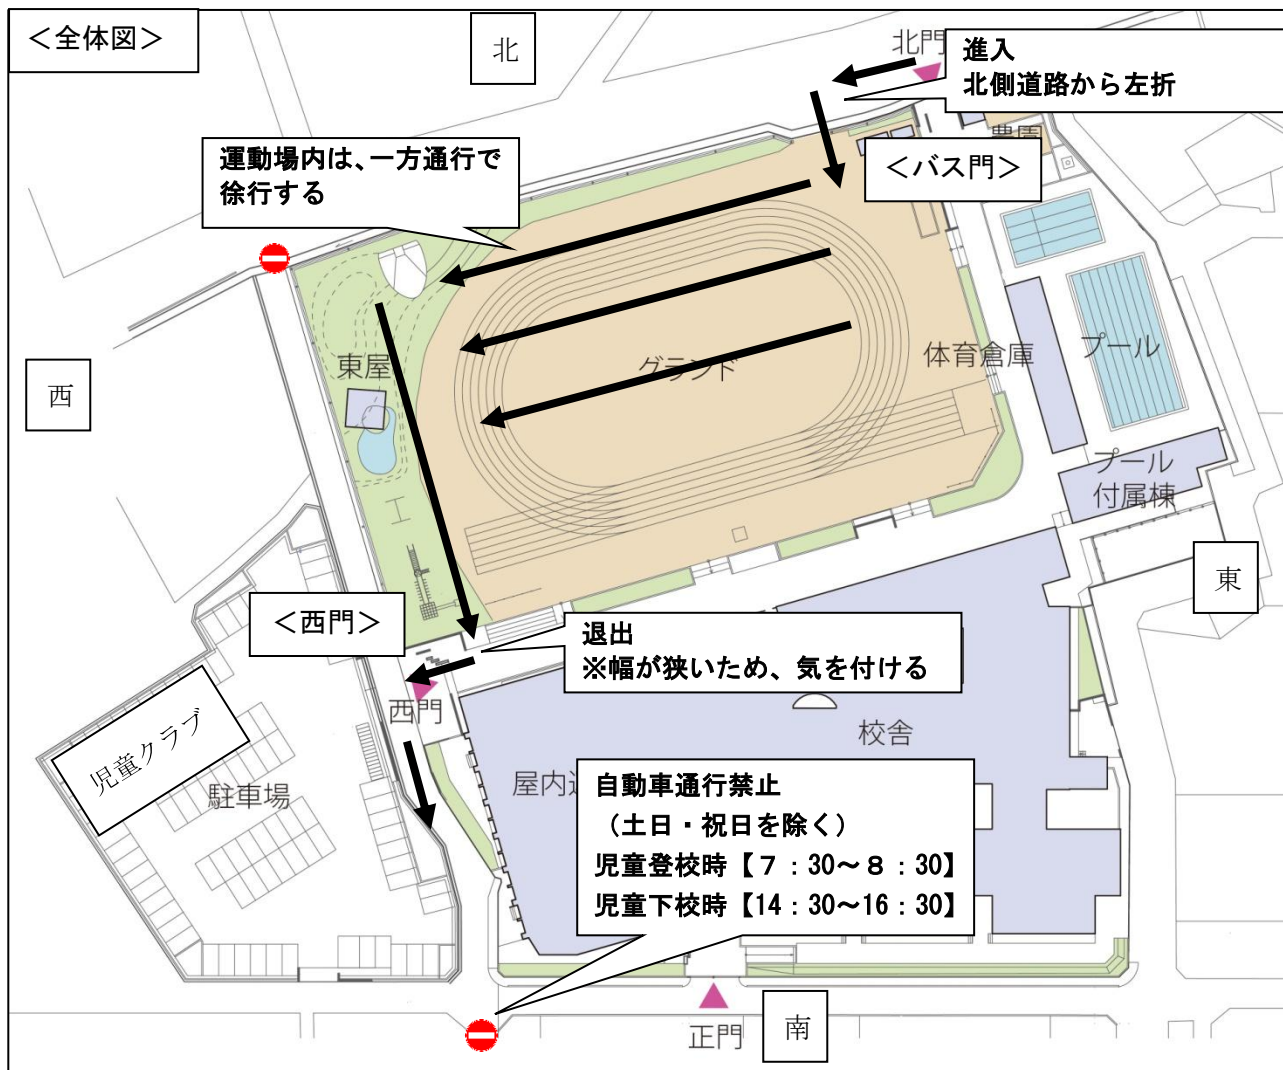 ＜全体図＞
北
北門
進入
北側道路から左折
運動場内は、一方通行で
徐行する
農園
＜バス門＞
西
東屋
グランド
体育倉庫
プール
プール
付属棟
東
＜西門＞
退出
※幅が狭いため、気を付ける
西門
校舎
児童クラブ
駐車場
屋内運
自動車通行禁止
（土日・祝日を除く）
児童登校時【７：30～８：30】
児童下校時【14：30～16：30】
正門
南